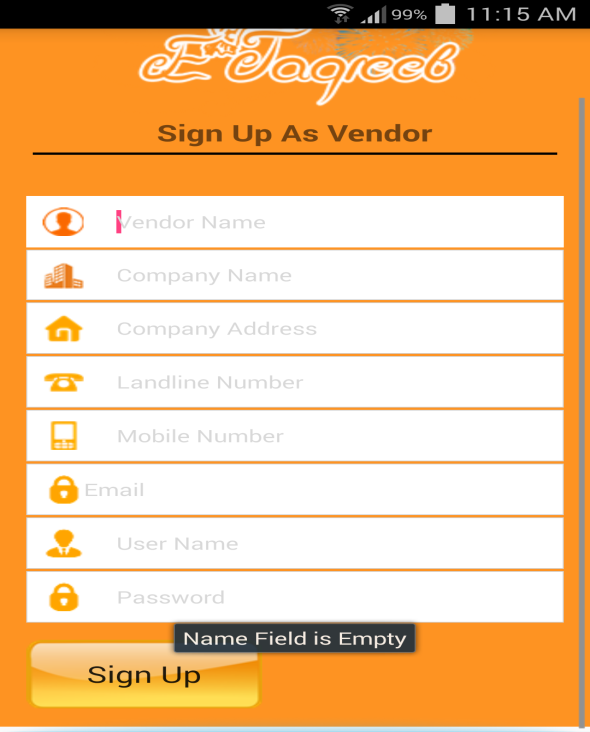 99% 11:15 AM
eTaqreeb
Sign Up As Vendor
Vendor Name
Company Name
Company Address
Landline Number
Mobile Number
Email
User Name
Password
Name Field is Empty
Sign Up